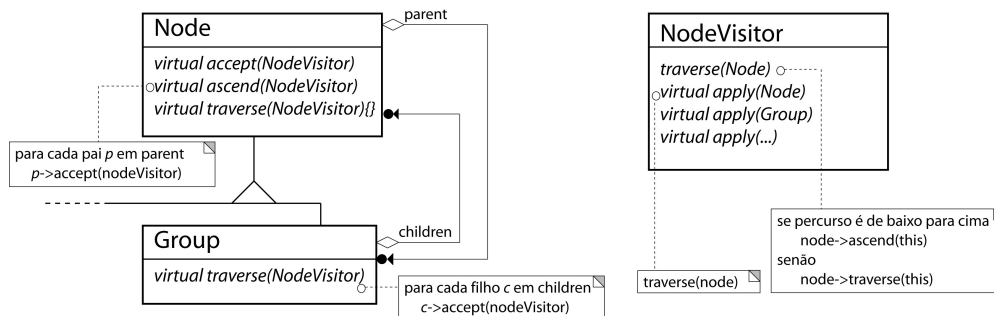 Node
virtual accept(NodeVisitor)
virtual ascend(NodeVisitor)
virtual traverse(NodeVisitor){}
parent
para cada pai p em parent
p->accept(nodeVisitor)
children
Group
virtual traverse(NodeVisitor)
para cada filho c em children
c->accept(nodeVisitor)
NodeVisitor
traverse(Node)
virtual apply(Node)
virtual apply(Group)
virtual apply(...)
traverse(node)
se percurso é de baixo para cima
node->ascend(this)
senão
node->traverse(this)